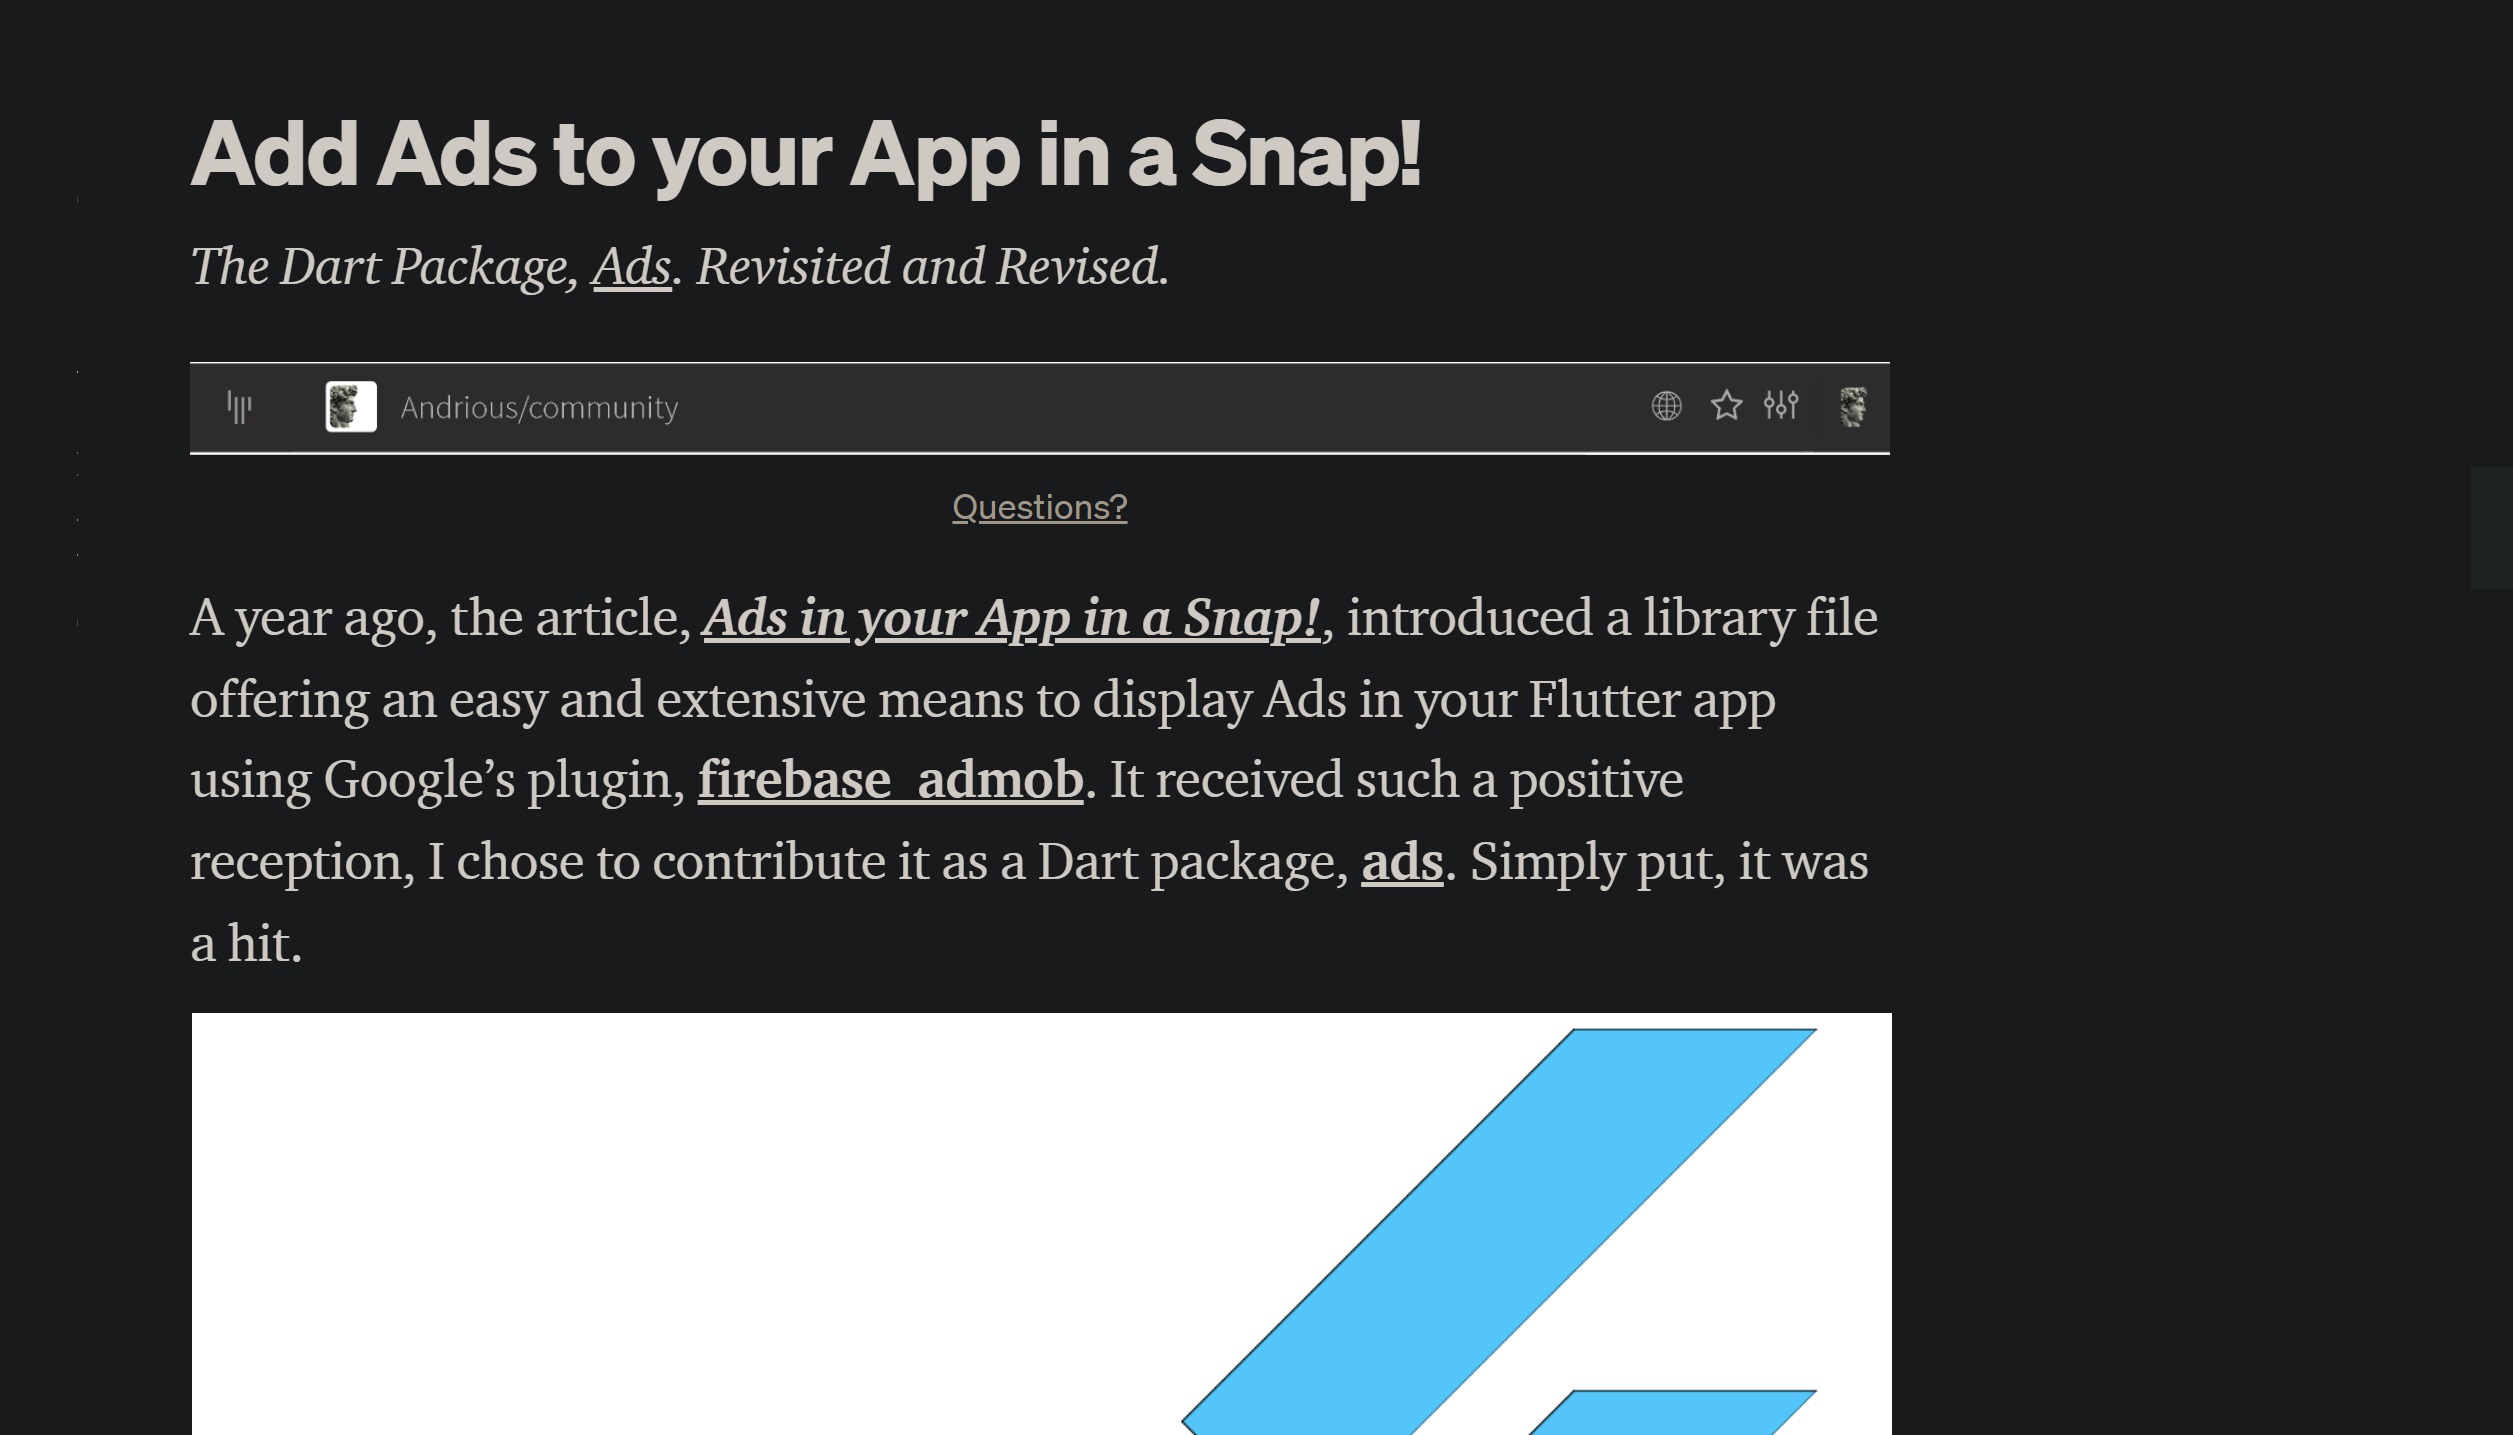 Add Ads to your App in a Snap!
The Dart Package, Ads. Revisited and Revised.
Andrious/community
Questions?
A year ago, the article, Ads in your App in a Snap!, introduced a library file
offering an easy and extensive means to display Ads in your Flutter app
using Google’s plugin, firebase_admob. It received such a positive
reception, I chose to contribute it as a Dart package, ads. Simply put, it was
a hit.